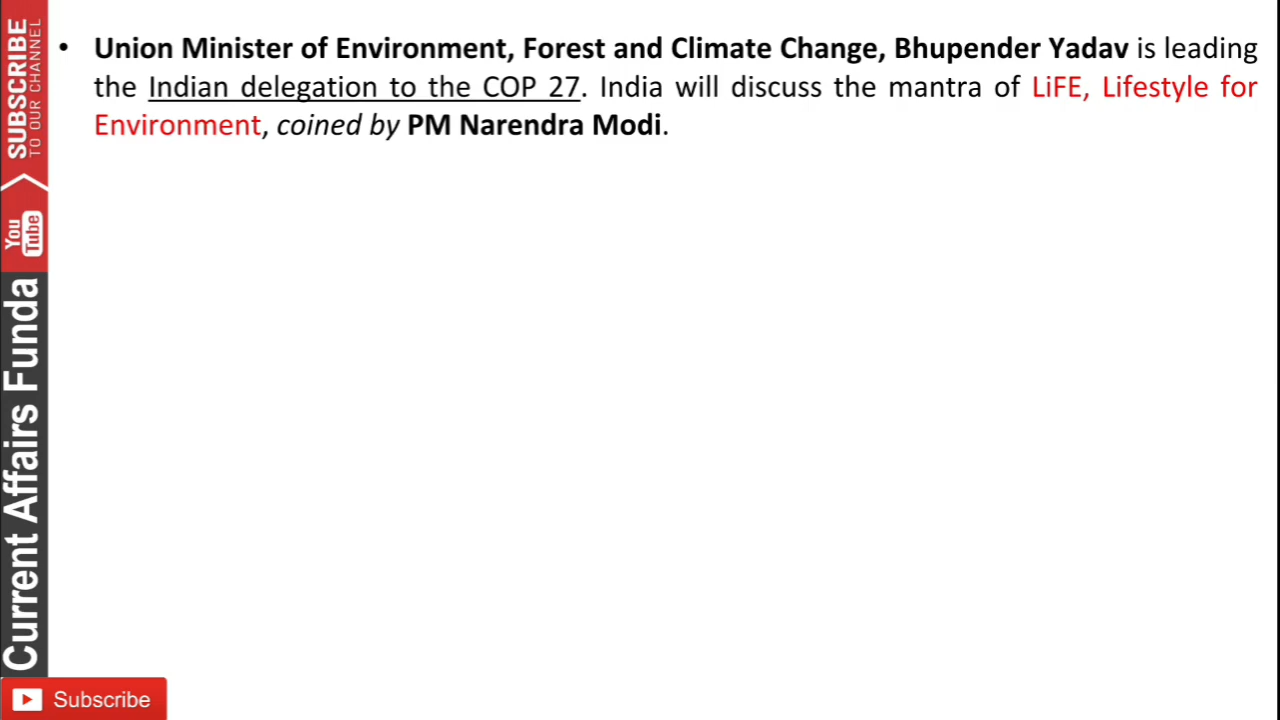 • Union Minister of Environment, Forest and Climate Change, Bhupender Yadav is leading
the Indian delegation to the COP 27. India will discuss the mantra of LiFE, Lifestyle for
Environment, coined by PM Narendra Modi.
SUBSCRIBE
TO OUR CHANNEL
You
Tube
Current Affairs Funda
Subscribe